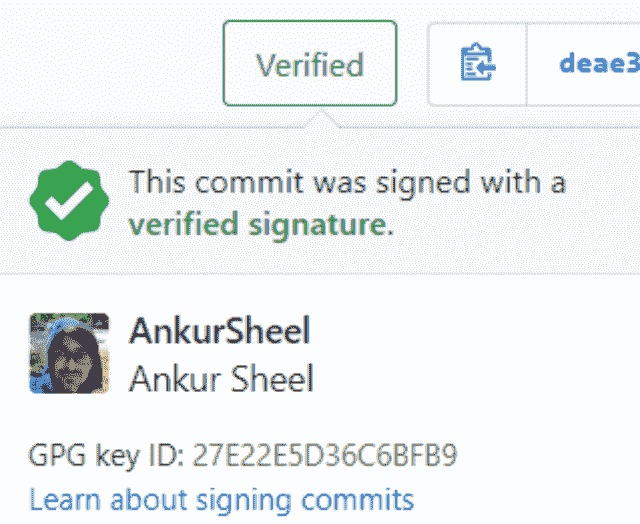 Verified
deae3
This commit was signed with a
verified signature.
AnkurSheel
Ankur Sheel
GPG key ID: 27E22E5D36C6BFB9
Learn about signing commits